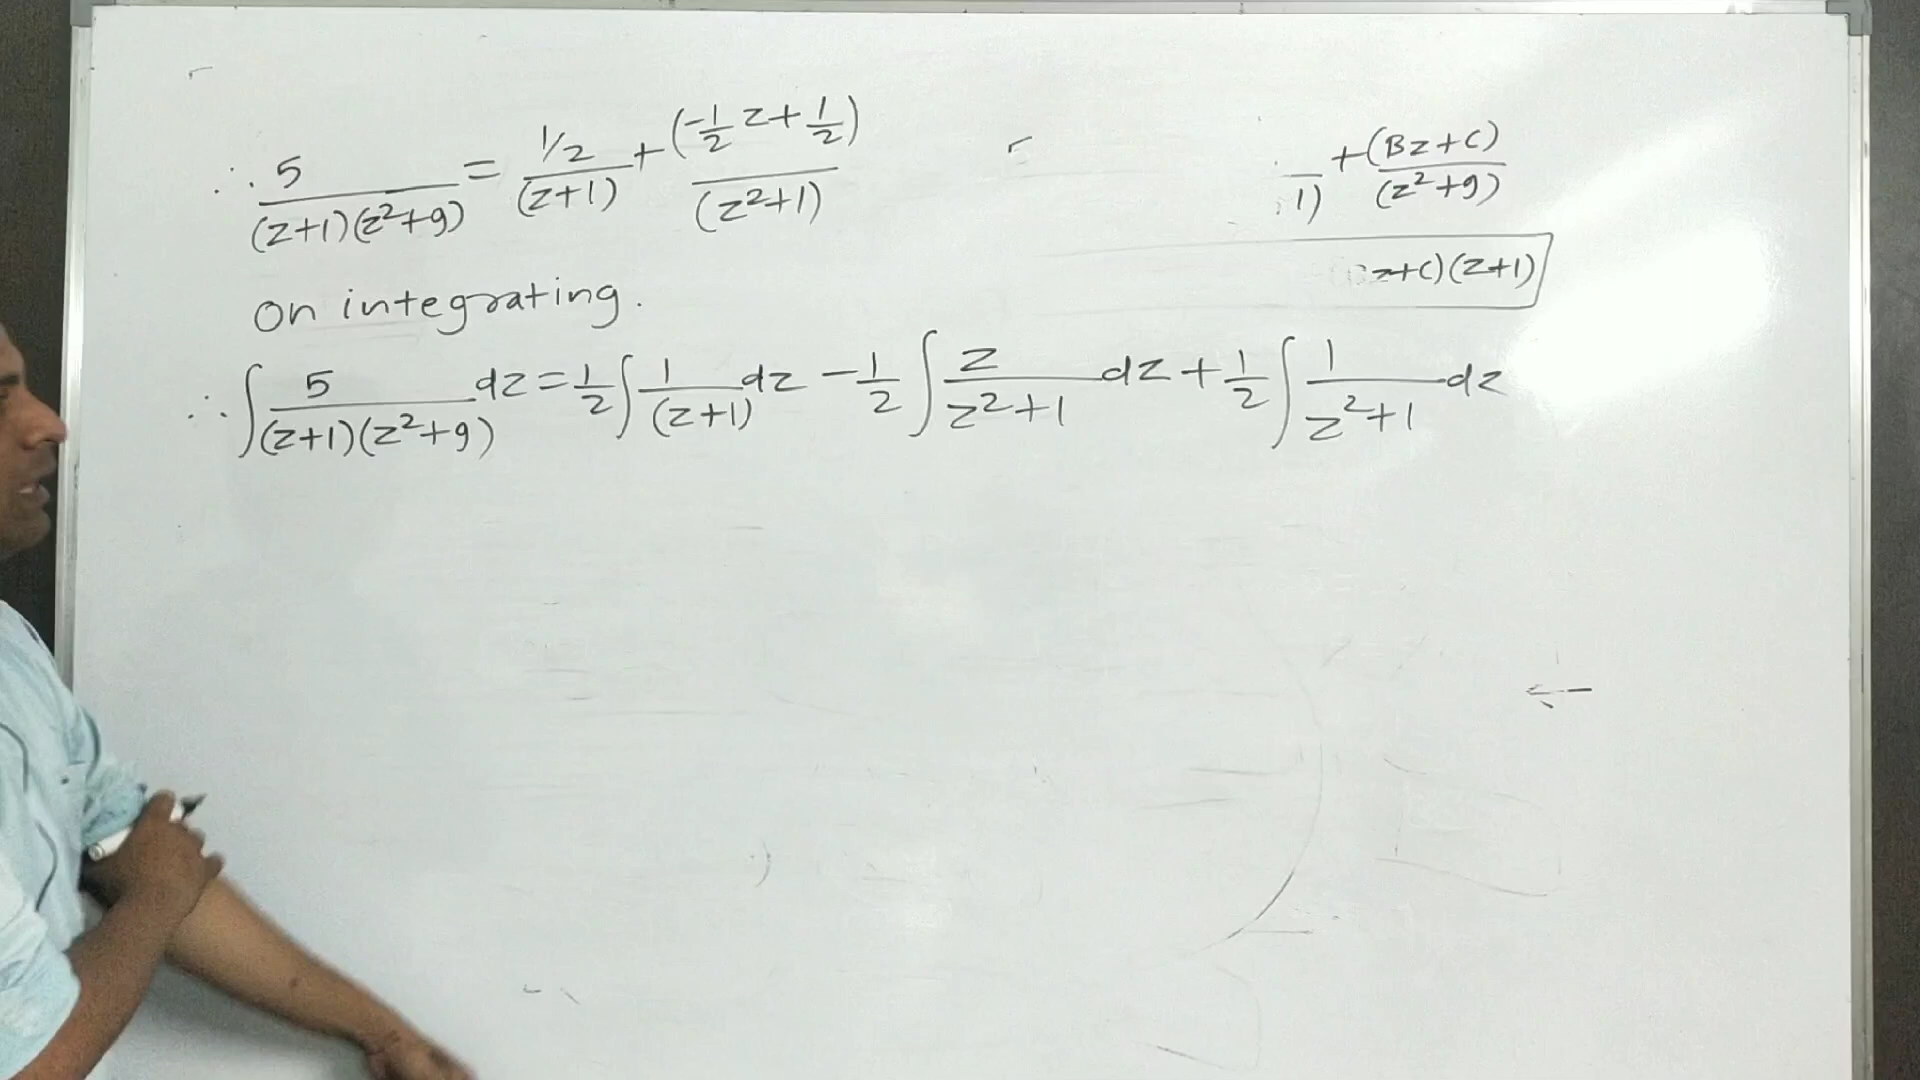 ∴ 5/((z+1)(z²+9)) = (1/2)/(z+1) + (-1/2 z + 1/2)/(z²+1)
1) + (Bz+C)/(z²+9)
z+C)(z+1)
on integrating.
∴ ∫ 5/((z+1)(z²+9)) dz = 1/2 ∫ 1/(z+1) dz - 1/2 ∫ z/(z²+1) dz + 1/2 ∫ 1/(z²+1) dz